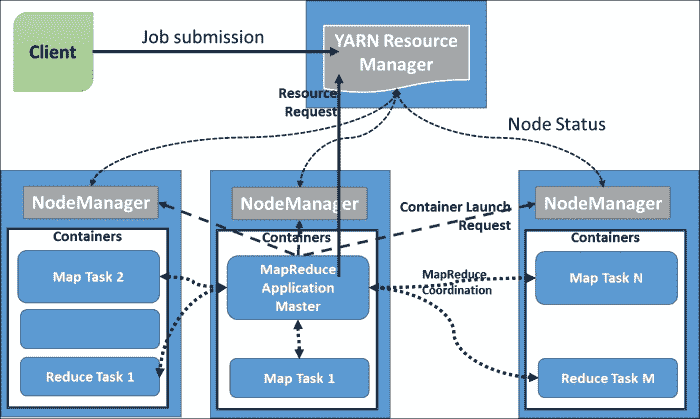 Client
Job submission
YARN Resource
Manager
Resource
Request
Node Status
NodeManager
NodeManager
NodeManager
Container Launch
Request
Containers
Containers
Containers
Map Task 2
MapReduce
Application
Master
MapReduce
Coordination
Map Task N
Reduce Task 1
Map Task 1
Reduce Task M